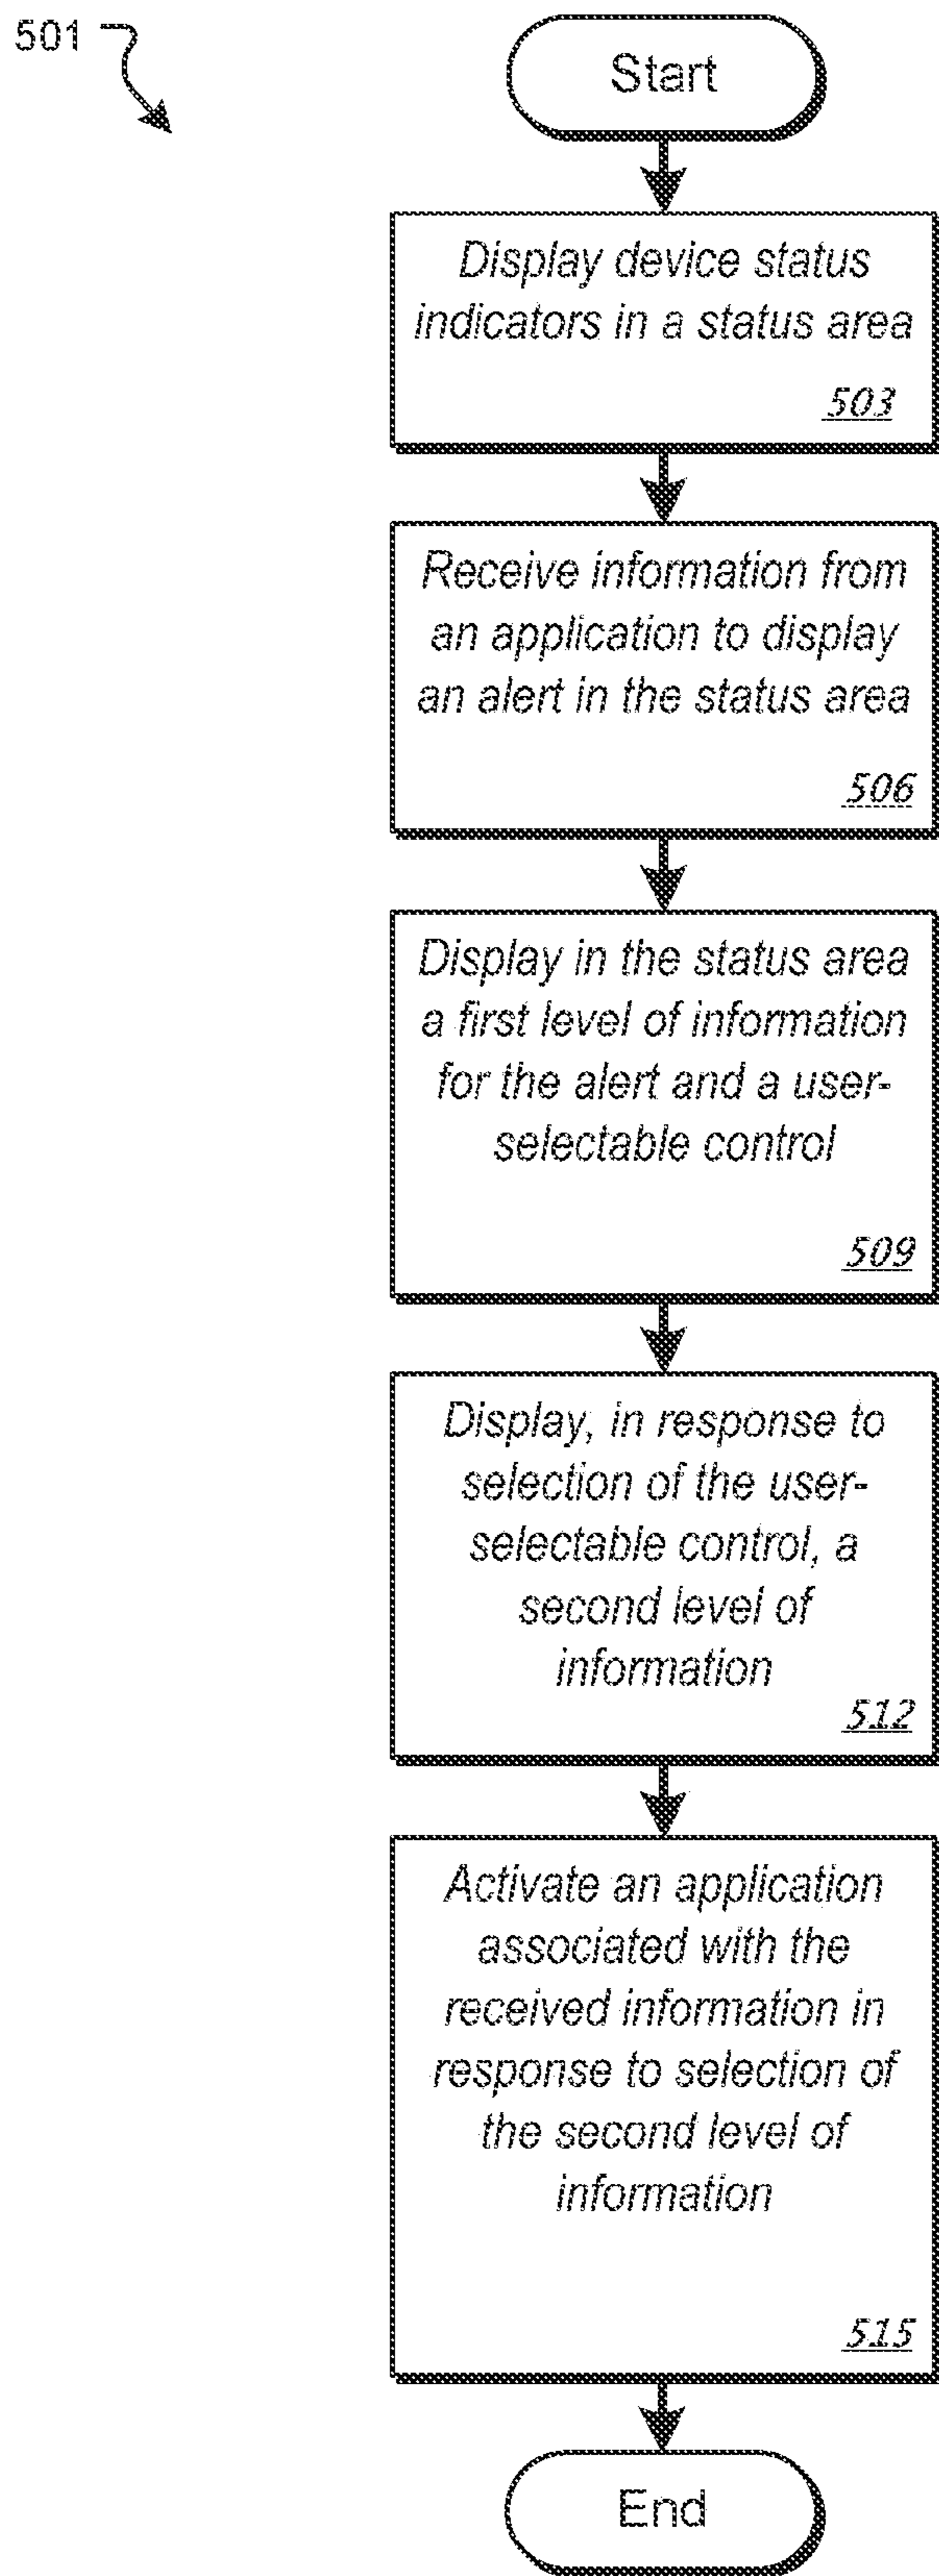 501
Start
Display device status
indicators in a status area
503
Receive information from
an application to display
an alert in the status area
506
Display in the status area
a first level of information
for the alert and a user-
selectable control
509
Display, in response to
selection of the user-
selectable control, a
second level of
information
512
Activate an application
associated with the
received information in
response to selection of
the second level of
information
515
End